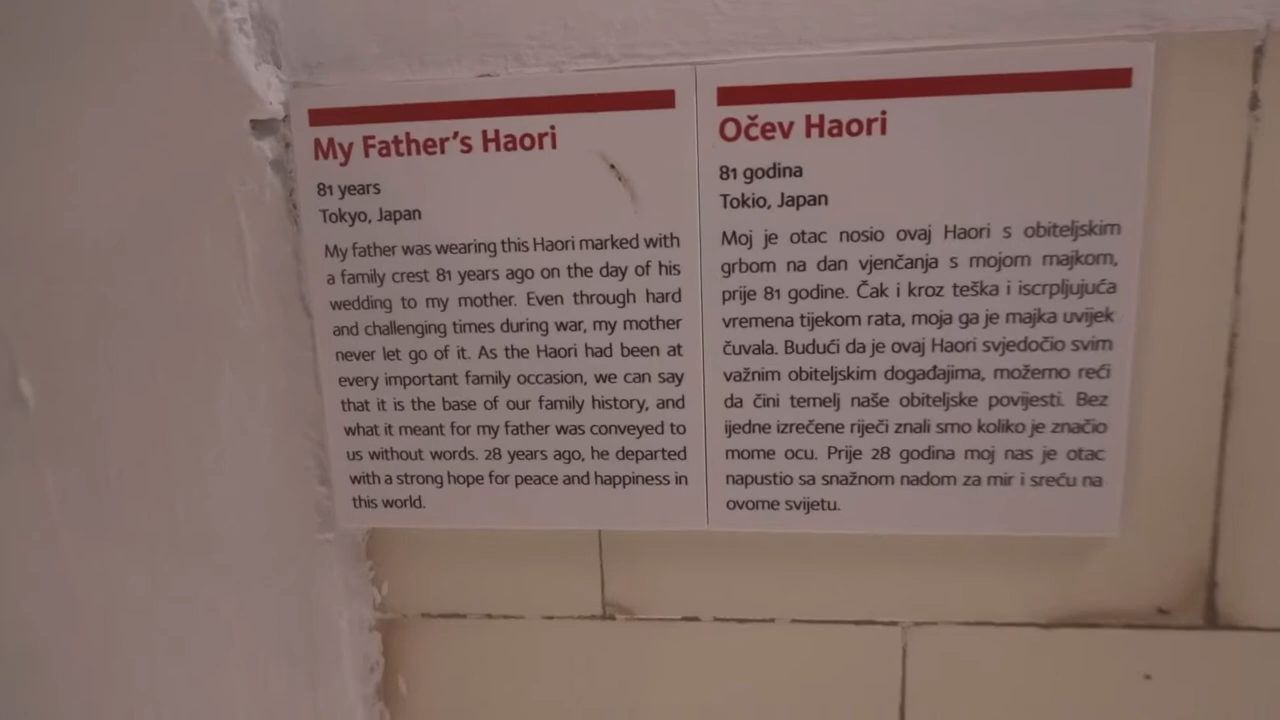 My Father's Haori
81 years
Tokyo, Japan
My father was wearing this Haori marked with
a family crest 81 years ago on the day of his
wedding to my mother. Even through hard
and challenging times during war, my mother
never let go of it. As the Haori had been at
every important family occasion, we can say
that it is the base of our family history, and
what it meant for my father was conveyed to
us without words. 28 years ago, he departed
with a strong hope for peace and happiness in
this world.
Očev Haori
81 godina
Tokio, Japan
Moj je otac nosio ovaj Haori s obiteljskim
grbom na dan vjenčanja s mojom majkom,
prije 81 godine. Čak i kroz teška i iscrpljujuća
vremena tijekom rata, moja ga je majka uvijek
čuvala. Budući da je ovaj Haori svjedočio svim
važnim obiteljskim događajima, možemo reći
da čini temelj naše obiteljske povijesti. Bez
ijedne izrečene riječi znali smo koliko je značio
mome ocu. Prije 28 godina moj nas je otac
napustio sa snažnom nadom za mir i sreću na
ovome svijetu.